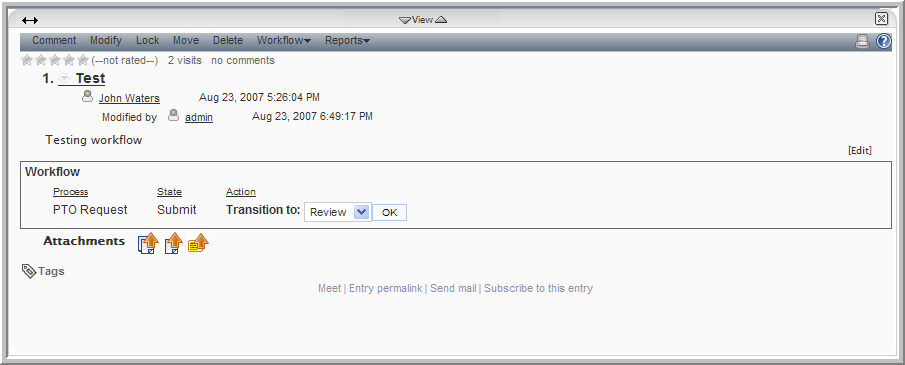 View
Comment Modify Lock Move Delete Workflow Reports
(--not rated--) 2 visits no comments
1. Test
John Waters Aug 23, 2007 5:26:04 PM
Modified by admin Aug 23, 2007 6:49:17 PM
Testing workflow
[Edit]
Workflow
Process State Action
PTO Request Submit Transition to: Review OK
Attachments
Tags
Meet | Entry permalink | Send mail | Subscribe to this entry